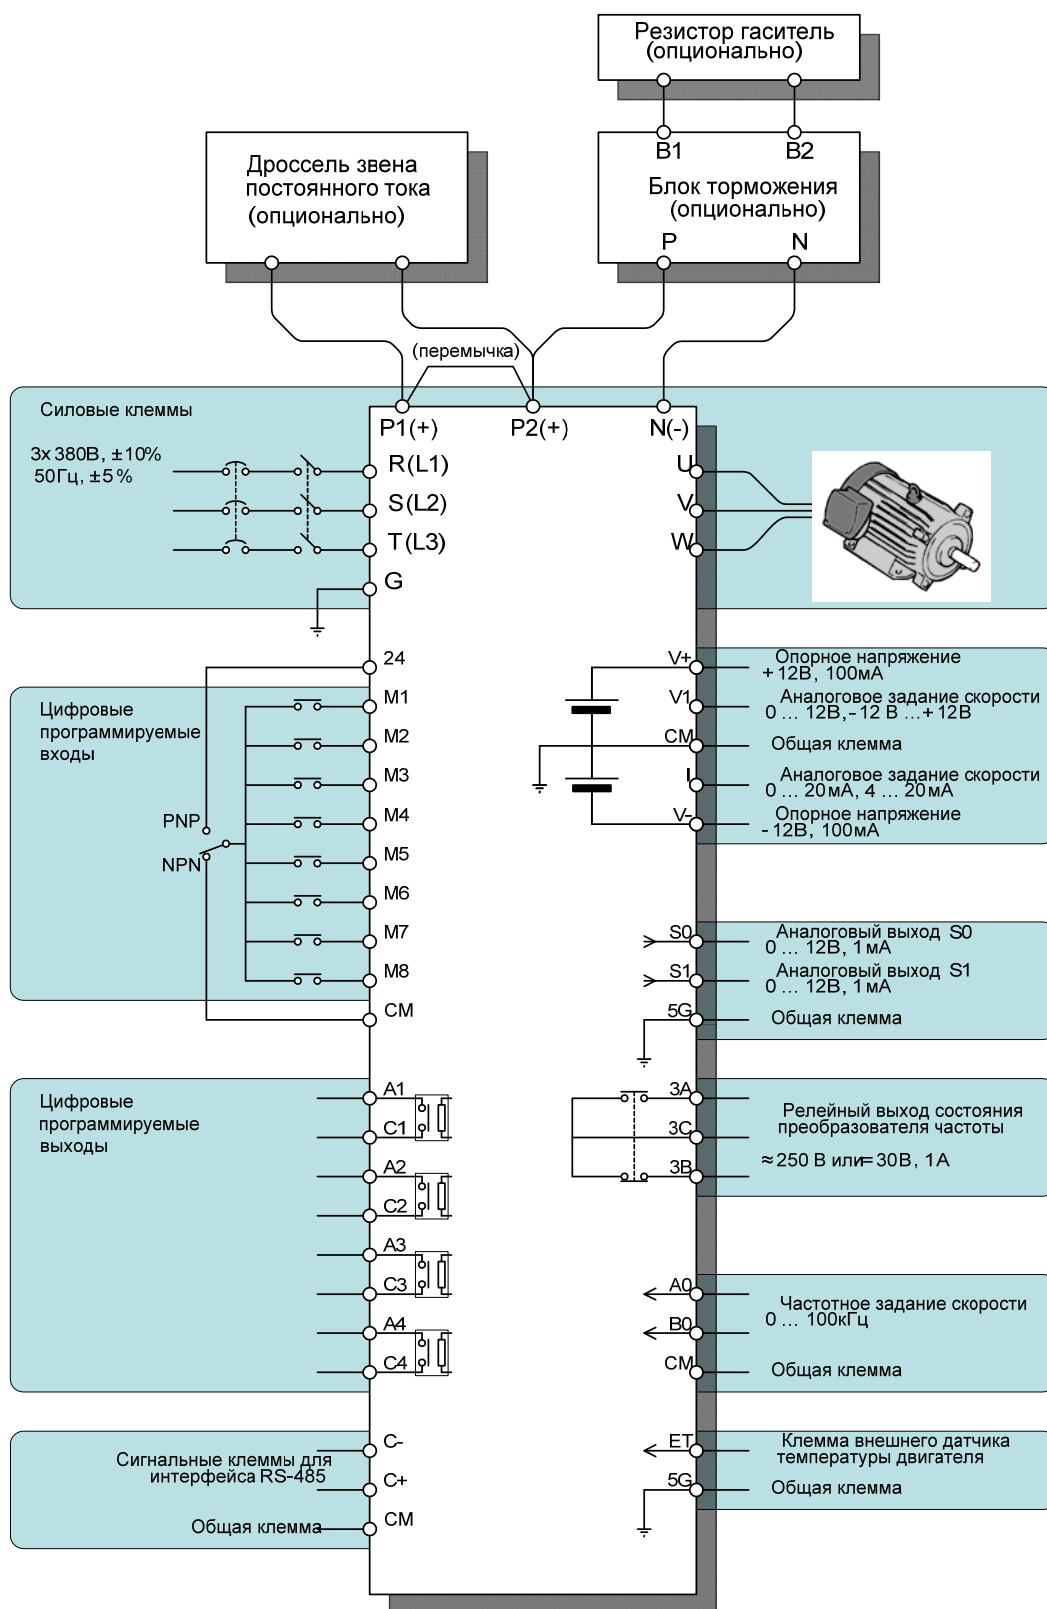 Резистор гаситель
(опционально)
B1
B2
Блок торможения
(опционально)
P
N
Дроссель звена
постоянного тока
(опционально)
(перемычка)
Силовые клеммы
3x 380В, ±10%
50Гц, ±5%
P1(+)
P2(+)
N(-)
R(L1)
S(L2)
T(L3)
G
U
V
W
24
Цифровые
программируемые
входы
M1
M2
M3
M4
M5
M6
M7
M8
CM
PNP
NPN
V+
Опорное напряжение
+12В, 100мА
V1
Аналоговое задание скорости
0 ... 12В,-12 В ...+12В
CM
Общая клемма
I
Аналоговое задание скорости
0 ... 20мА, 4 ... 20мА
V-
Опорное напряжение
-12В, 100мА
S0
Аналоговый выход S0
0 ... 12В, 1мА
S1
Аналоговый выход S1
0 ... 12В, 1мА
5G
Общая клемма
Цифровые
программируемые
выходы
A1
C1
A2
C2
A3
C3
A4
C4
3A
3C
3B
Релейный выход состояния
преобразователя частоты
≈250 В или=30В, 1А
A0
B0
Частотное задание скорости
0 ... 100кГц
CM
Общая клемма
Сигнальные клеммы для
интерфейса RS-485
C-
C+
Общая клемма
CM
ET
Клемма внешнего датчика
температуры двигателя
5G
Общая клемма